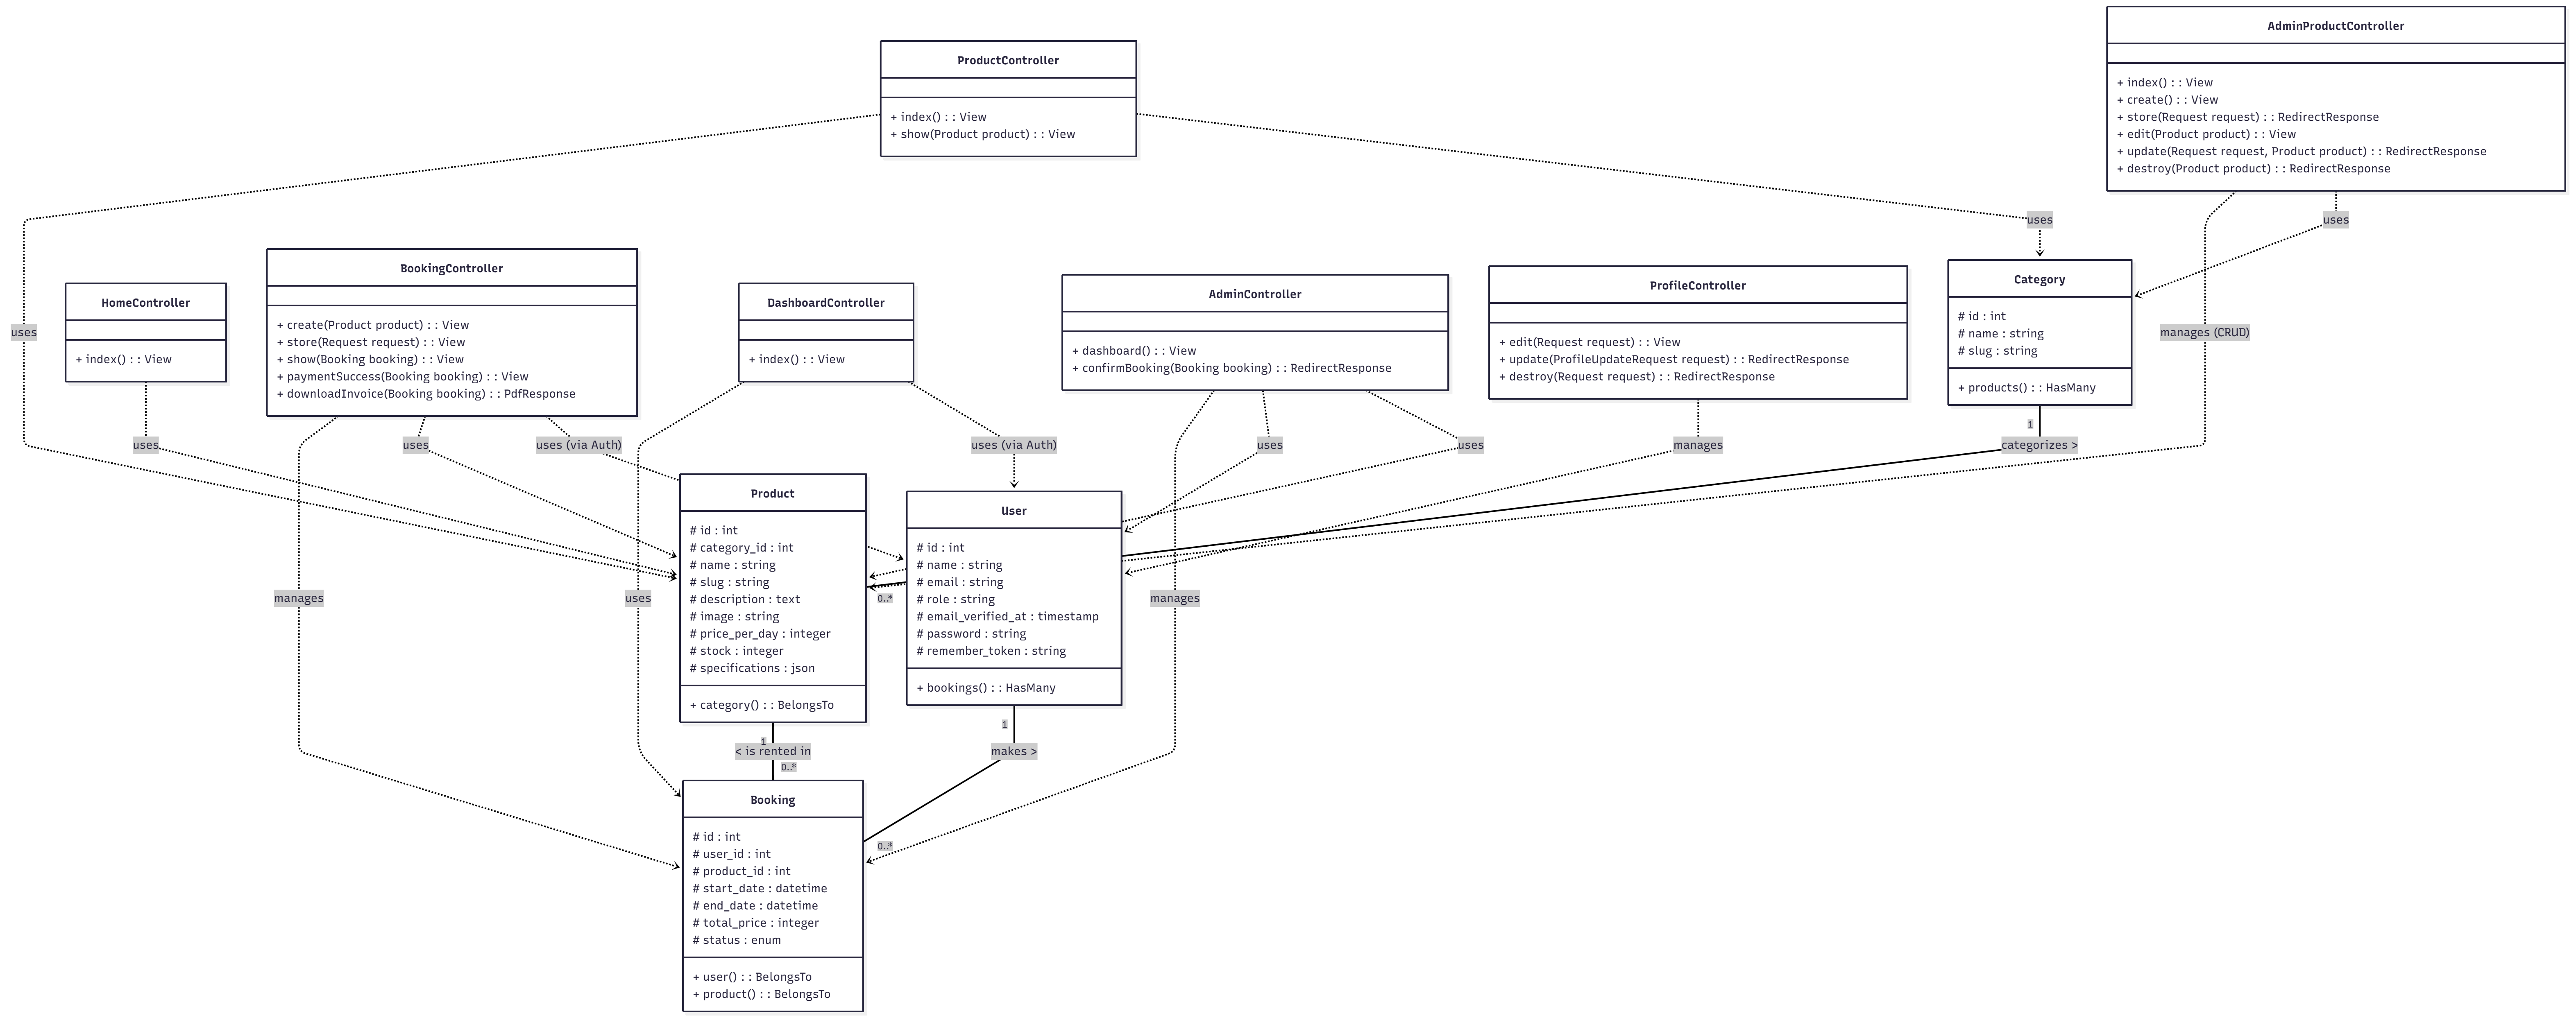 ProductController
+ index() : : View
+ show(Product product) : : View
AdminProductController
+ index() : : View
+ create() : : View
+ store(Request request) : : RedirectResponse
+ edit(Product product) : : View
+ update(Request request, Product product) : : RedirectResponse
+ destroy(Product product) : : RedirectResponse
uses
uses
uses
manages (CRUD)
HomeController
+ index() : : View
BookingController
+ create(Product product) : : View
+ store(Request request) : : View
+ show(Booking booking) : : View
+ paymentSuccess(Booking booking) : : View
+ downloadInvoice(Booking booking) : : PdfResponse
DashboardController
+ index() : : View
AdminController
+ dashboard() : : View
+ confirmBooking(Booking booking) : : RedirectResponse
ProfileController
+ edit(Request request) : : View
+ update(ProfileUpdateRequest request) : : RedirectResponse
+ destroy(Request request) : : RedirectResponse
Category
# id : int
# name : string
# slug : string
+ products() : : HasMany
uses
uses
uses (via Auth)
uses (via Auth)
uses
uses
manages
1
categorizes >
manages
uses
manages
Product
# id : int
# category_id : int
# name : string
# slug : string
# description : text
# image : string
# price_per_day : integer
# stock : integer
# specifications : json
+ category() : : BelongsTo
0..*
User
# id : int
# name : string
# email : string
# role : string
# email_verified_at : timestamp
# password : string
# remember_token : string
+ bookings() : : HasMany
1
< is rented in
0..*
1
makes >
0..*
Booking
# id : int
# user_id : int
# product_id : int
# start_date : datetime
# end_date : datetime
# total_price : integer
# status : enum
+ user() : : BelongsTo
+ product() : : BelongsTo